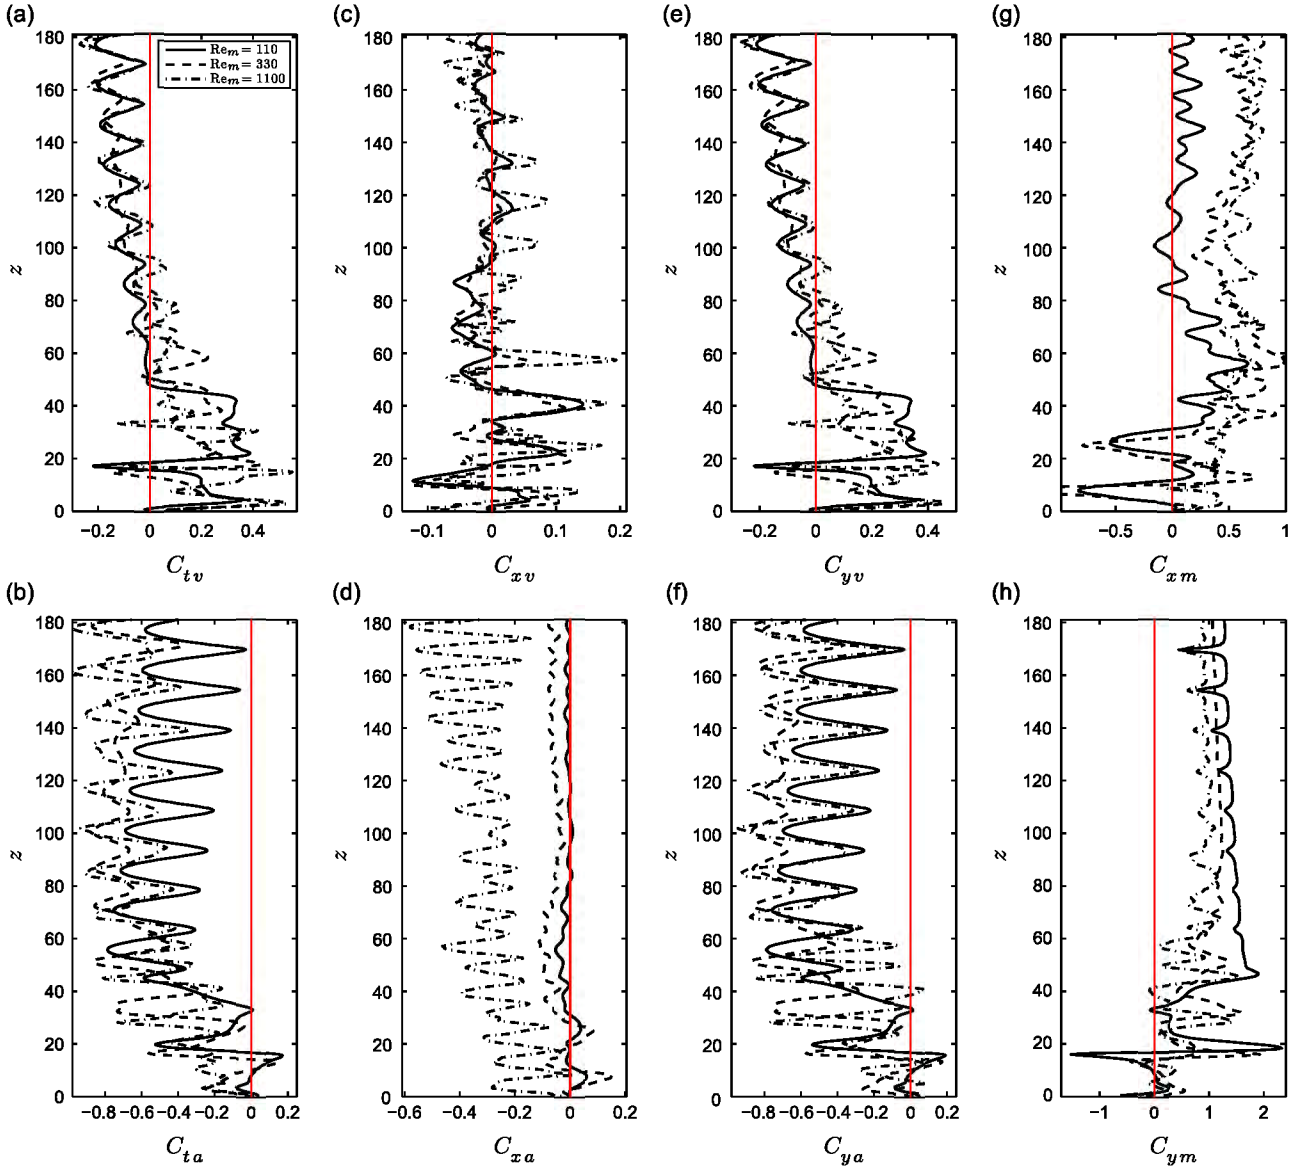 (a) (c) (e) (g)
180 180 180 180
Re_m = 110
Re_m = 330
Re_m = 1100
160 160 160 160
140 140 140 140
120 120 120 120
100 100 100 100
z z z z
80 80 80 80
60 60 60 60
40 40 40 40
20 20 20 20
0 0 0 0
−0.2 0 0.2 0.4 −0.1 0 0.1 0.2 −0.2 0 0.2 0.4 −0.5 0 0.5 1
C_tv C_xv C_yv C_xm
(b) (d) (f) (h)
180 180 180 180
160 160 160 160
140 140 140 140
120 120 120 120
100 100 100 100
z z z z
80 80 80 80
60 60 60 60
40 40 40 40
20 20 20 20
0 0 0 0
−0.8 −0.6 −0.4 −0.2 0 0.2 −0.6 −0.4 −0.2 0 0.2 −0.8 −0.6 −0.4 −0.2 0 0.2 −1 0 1 2
C_ta C_xa C_ya C_ym